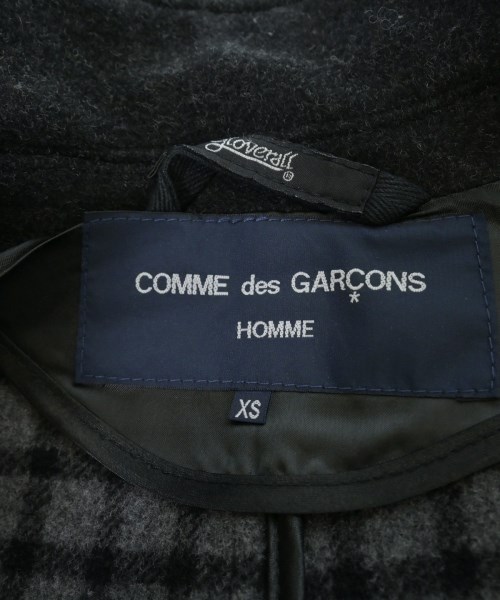 Gloverall®
COMME des GARÇONS
*
HOMME
XS